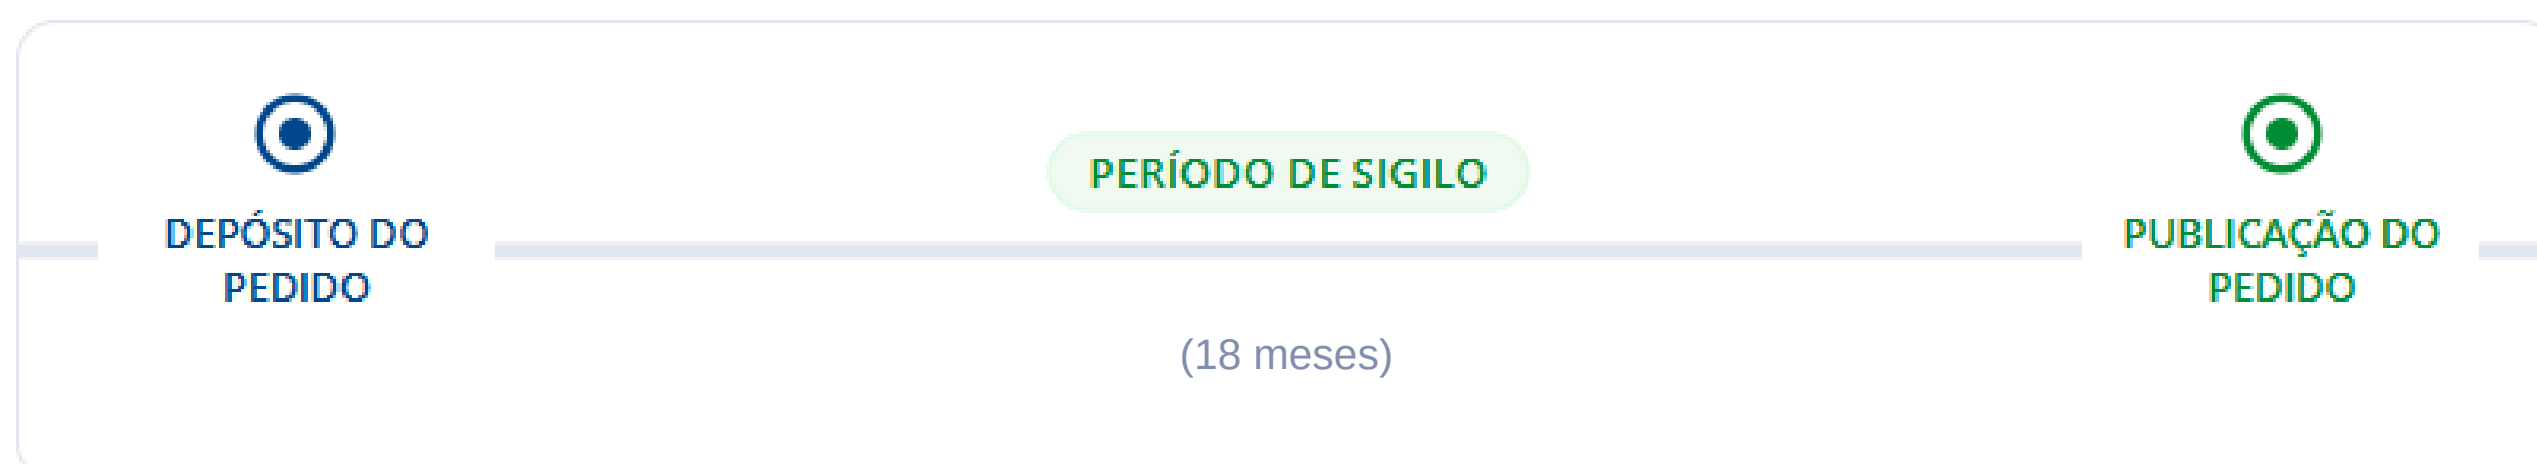 DEPÓSITO DO
PEDIDO
PERÍODO DE SIGILO
(18 meses)
PUBLICAÇÃO DO
PEDIDO